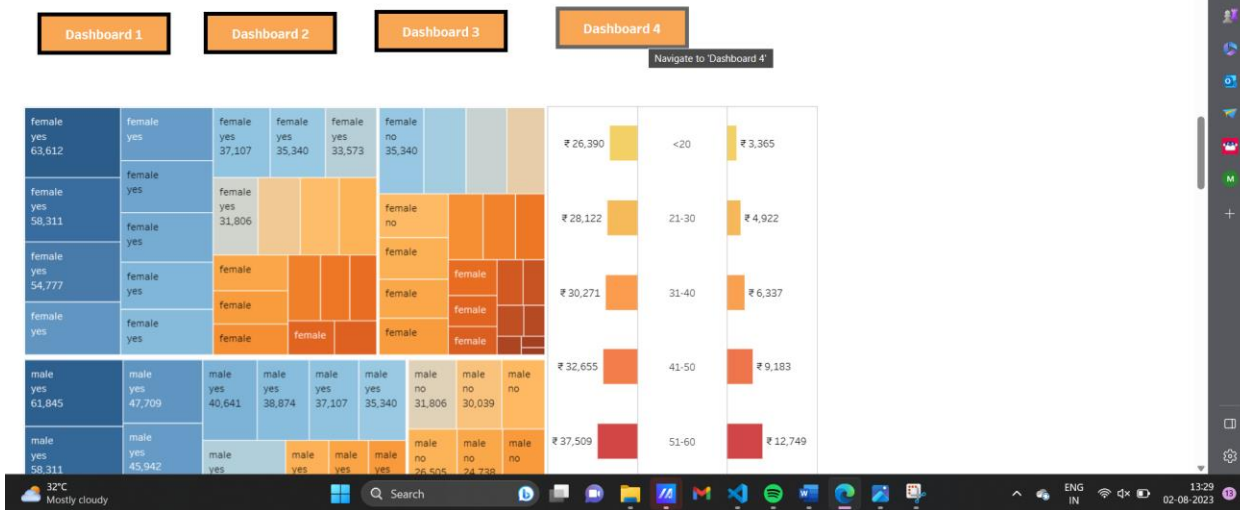 Dashboard 1
Dashboard 2
Dashboard 3
Dashboard 4
Navigate to 'Dashboard 4'
female
yes
63,612
female
yes
58,311
female
yes
54,777
female
yes
female
yes
female
yes
female
yes
female
yes
female
yes
female
yes
37,107
female
yes
35,340
female
yes
33,573
female
yes
31,806
female
female
female
female
female
no
35,340
female
no
female
female
female
female
female
female
male
yes
61,845
male
yes
58,311
male
yes
47,709
male
yes
45,942
male
yes
40,641
male
yes
38,874
male
yes
37,107
male
yes
35,340
male
yes
male
yes
male
yes
male
yes
male
no
31,806
male
no
30,039
male
no
male
no
26,505
male
no
24,738
male
no
₹ 26,390 <20 ₹ 3,365
₹ 28,122 21-30 ₹ 4,922
₹ 30,271 31-40 ₹ 6,337
₹ 32,655 41-50 ₹ 9,183
₹ 37,509 51-60 ₹ 12,749
M
32°C
Mostly cloudy
Search
ENG
IN
13:29
02-08-2023
13